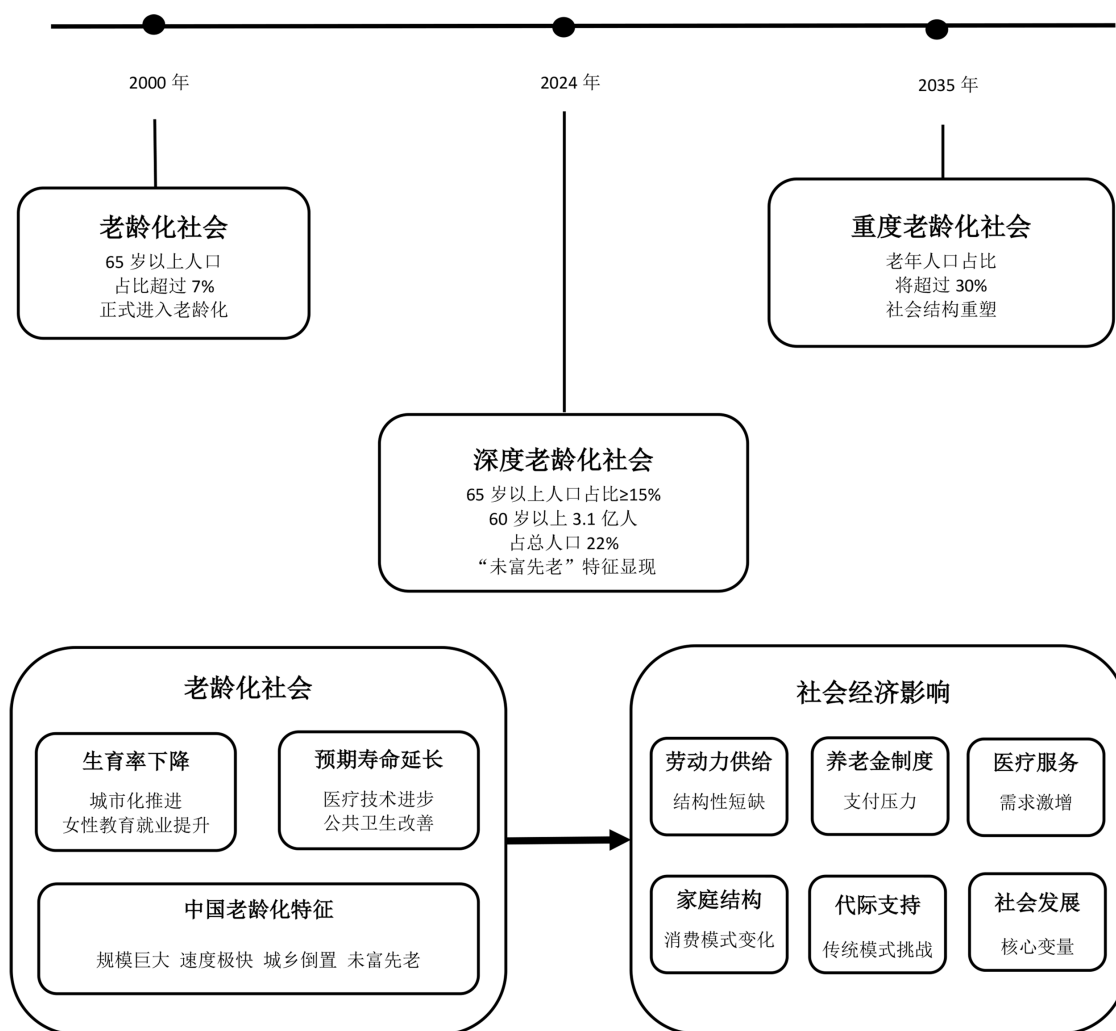 2000 年
2024 年
2035 年
老龄化社会
65 岁以上人口
占比超过 7%
正式进入老龄化
重度老龄化社会
老年人口占比
将超过 30%
社会结构重塑
深度老龄化社会
65 岁以上人口占比≥15%
60 岁以上 3.1 亿人
占总人口 22%
“未富先老”特征显现
老龄化社会
生育率下降
城市化推进
女性教育就业提升
预期寿命延长
医疗技术进步
公共卫生改善
中国老龄化特征
规模巨大 速度极快 城乡倒置 未富先老
社会经济影响
劳动力供给
结构性短缺
养老金制度
支付压力
医疗服务
需求激增
家庭结构
消费模式变化
代际支持
传统模式挑战
社会发展
核心变量